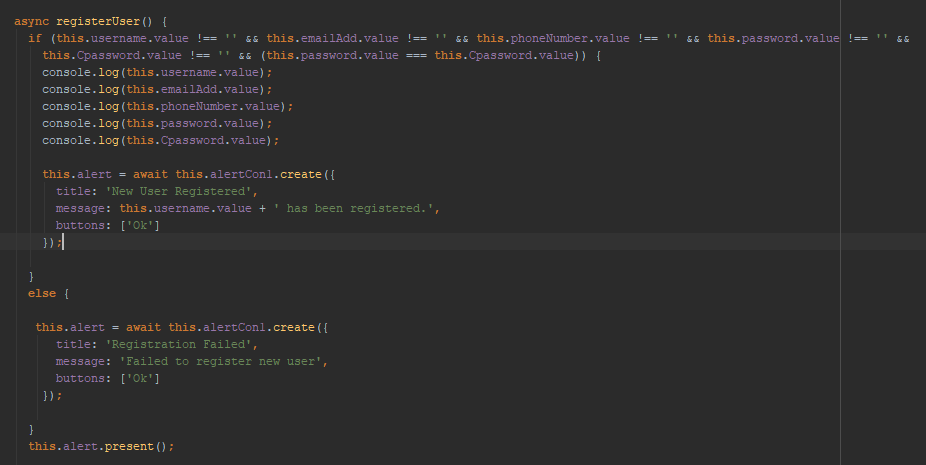 async registerUser() {
if (this.username.value !== '' && this.emailAdd.value !== '' && this.phoneNumber.value !== '' && this.password.value !== '' &&
this.Cpassword.value !== '' && (this.password.value === this.Cpassword.value)) {
console.log(this.username.value);
console.log(this.emailAdd.value);
console.log(this.phoneNumber.value);
console.log(this.password.value);
console.log(this.Cpassword.value);
this.alert = await this.alertConl.create({
title: 'New User Registered',
message: this.username.value + ' has been registered.',
buttons: ['Ok']
});
}
else {
this.alert = await this.alertConl.create({
title: 'Registration Failed',
message: 'Failed to register new user',
buttons: ['Ok']
});
}
this.alert.present();